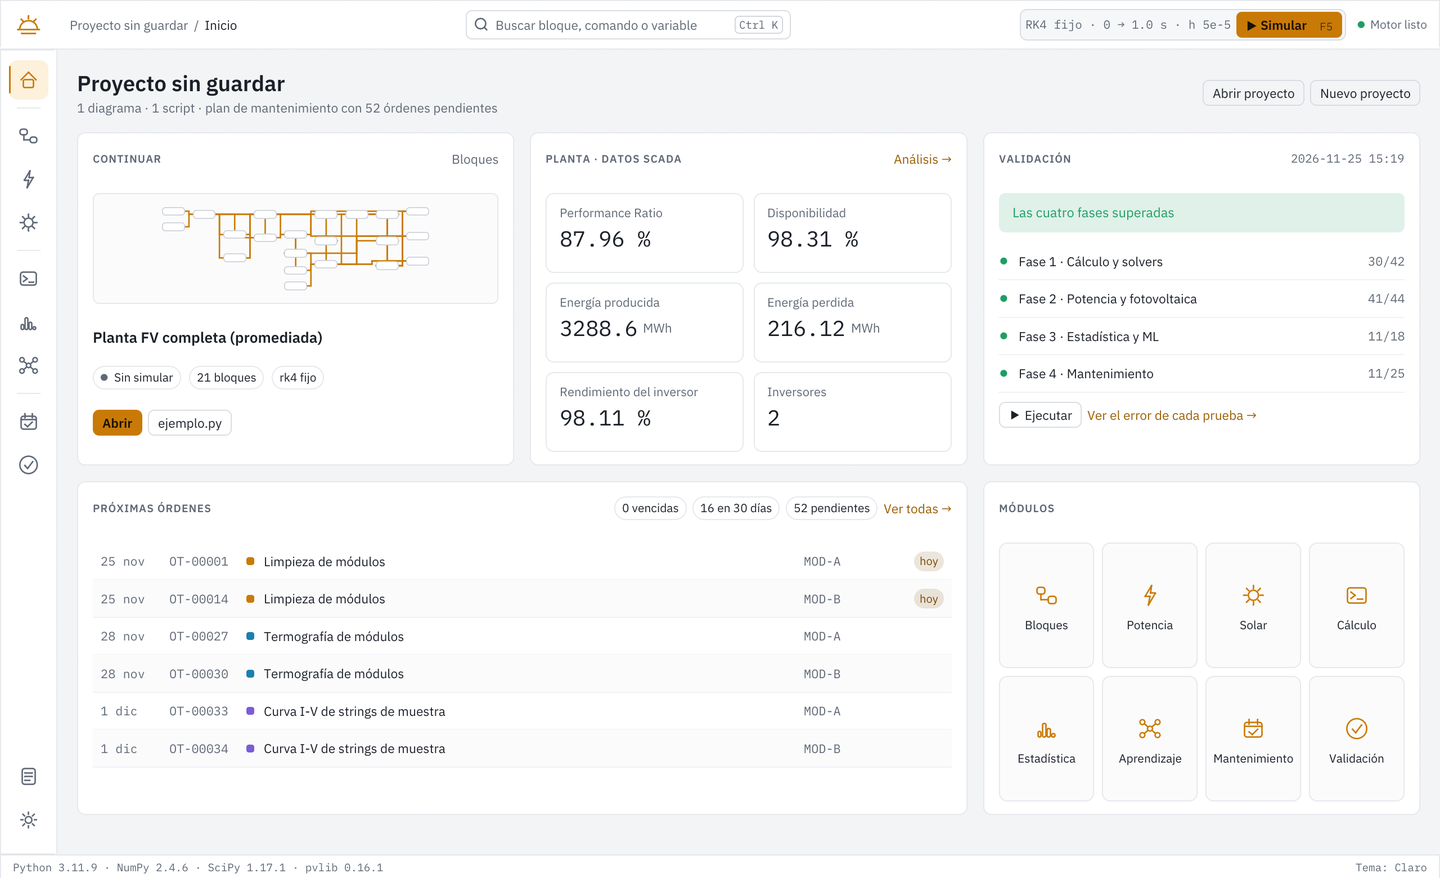 Proyecto sin guardar / Inicio
Buscar bloque, comando o variable Ctrl K
RK4 fijo · 0 → 1.0 s · h 5e-5 ▶ Simular F5
Motor listo
Proyecto sin guardar
1 diagrama · 1 script · plan de mantenimiento con 52 órdenes pendientes
Abrir proyecto Nuevo proyecto
CONTINUAR Bloques
Planta FV completa (promediada)
Sin simular 21 bloques rk4 fijo
Abrir ejemplo.py
PLANTA · DATOS SCADA Análisis →
Performance Ratio
87.96 %
Disponibilidad
98.31 %
Energía producida
3288.6 MWh
Energía perdida
216.12 MWh
Rendimiento del inversor
98.11 %
Inversores
2
VALIDACIÓN 2026-11-25 15:19
Las cuatro fases superadas
Fase 1 · Cálculo y solvers 30/42
Fase 2 · Potencia y fotovoltaica 41/44
Fase 3 · Estadística y ML 11/18
Fase 4 · Mantenimiento 11/25
▶ Ejecutar Ver el error de cada prueba →
PRÓXIMAS ÓRDENES 0 vencidas 16 en 30 días 52 pendientes Ver todas →
25 nov OT-00001 Limpieza de módulos MOD-A hoy
25 nov OT-00014 Limpieza de módulos MOD-B hoy
28 nov OT-00027 Termografía de módulos MOD-A
28 nov OT-00030 Termografía de módulos MOD-B
1 dic OT-00033 Curva I-V de strings de muestra MOD-A
1 dic OT-00034 Curva I-V de strings de muestra MOD-B
MÓDULOS
Bloques Potencia Solar Cálculo
Estadística Aprendizaje Mantenimiento Validación
Python 3.11.9 · NumPy 2.4.6 · SciPy 1.17.1 · pvlib 0.16.1
Tema: Claro